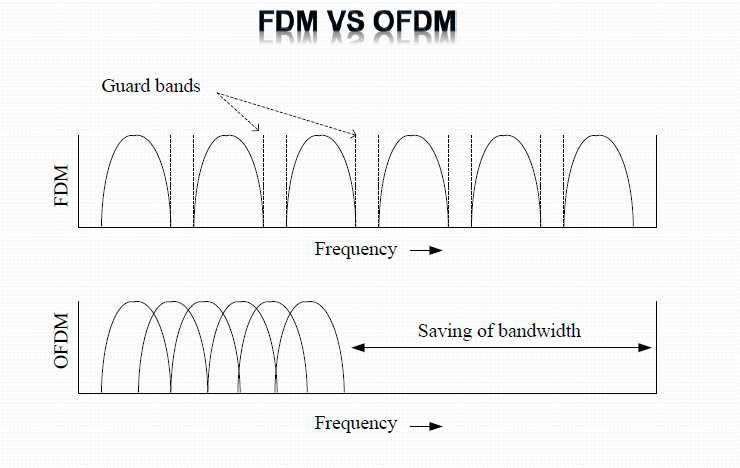 FDM VS OFDM
Guard bands
FDM
Frequency
OFDM
Saving of bandwidth
Frequency